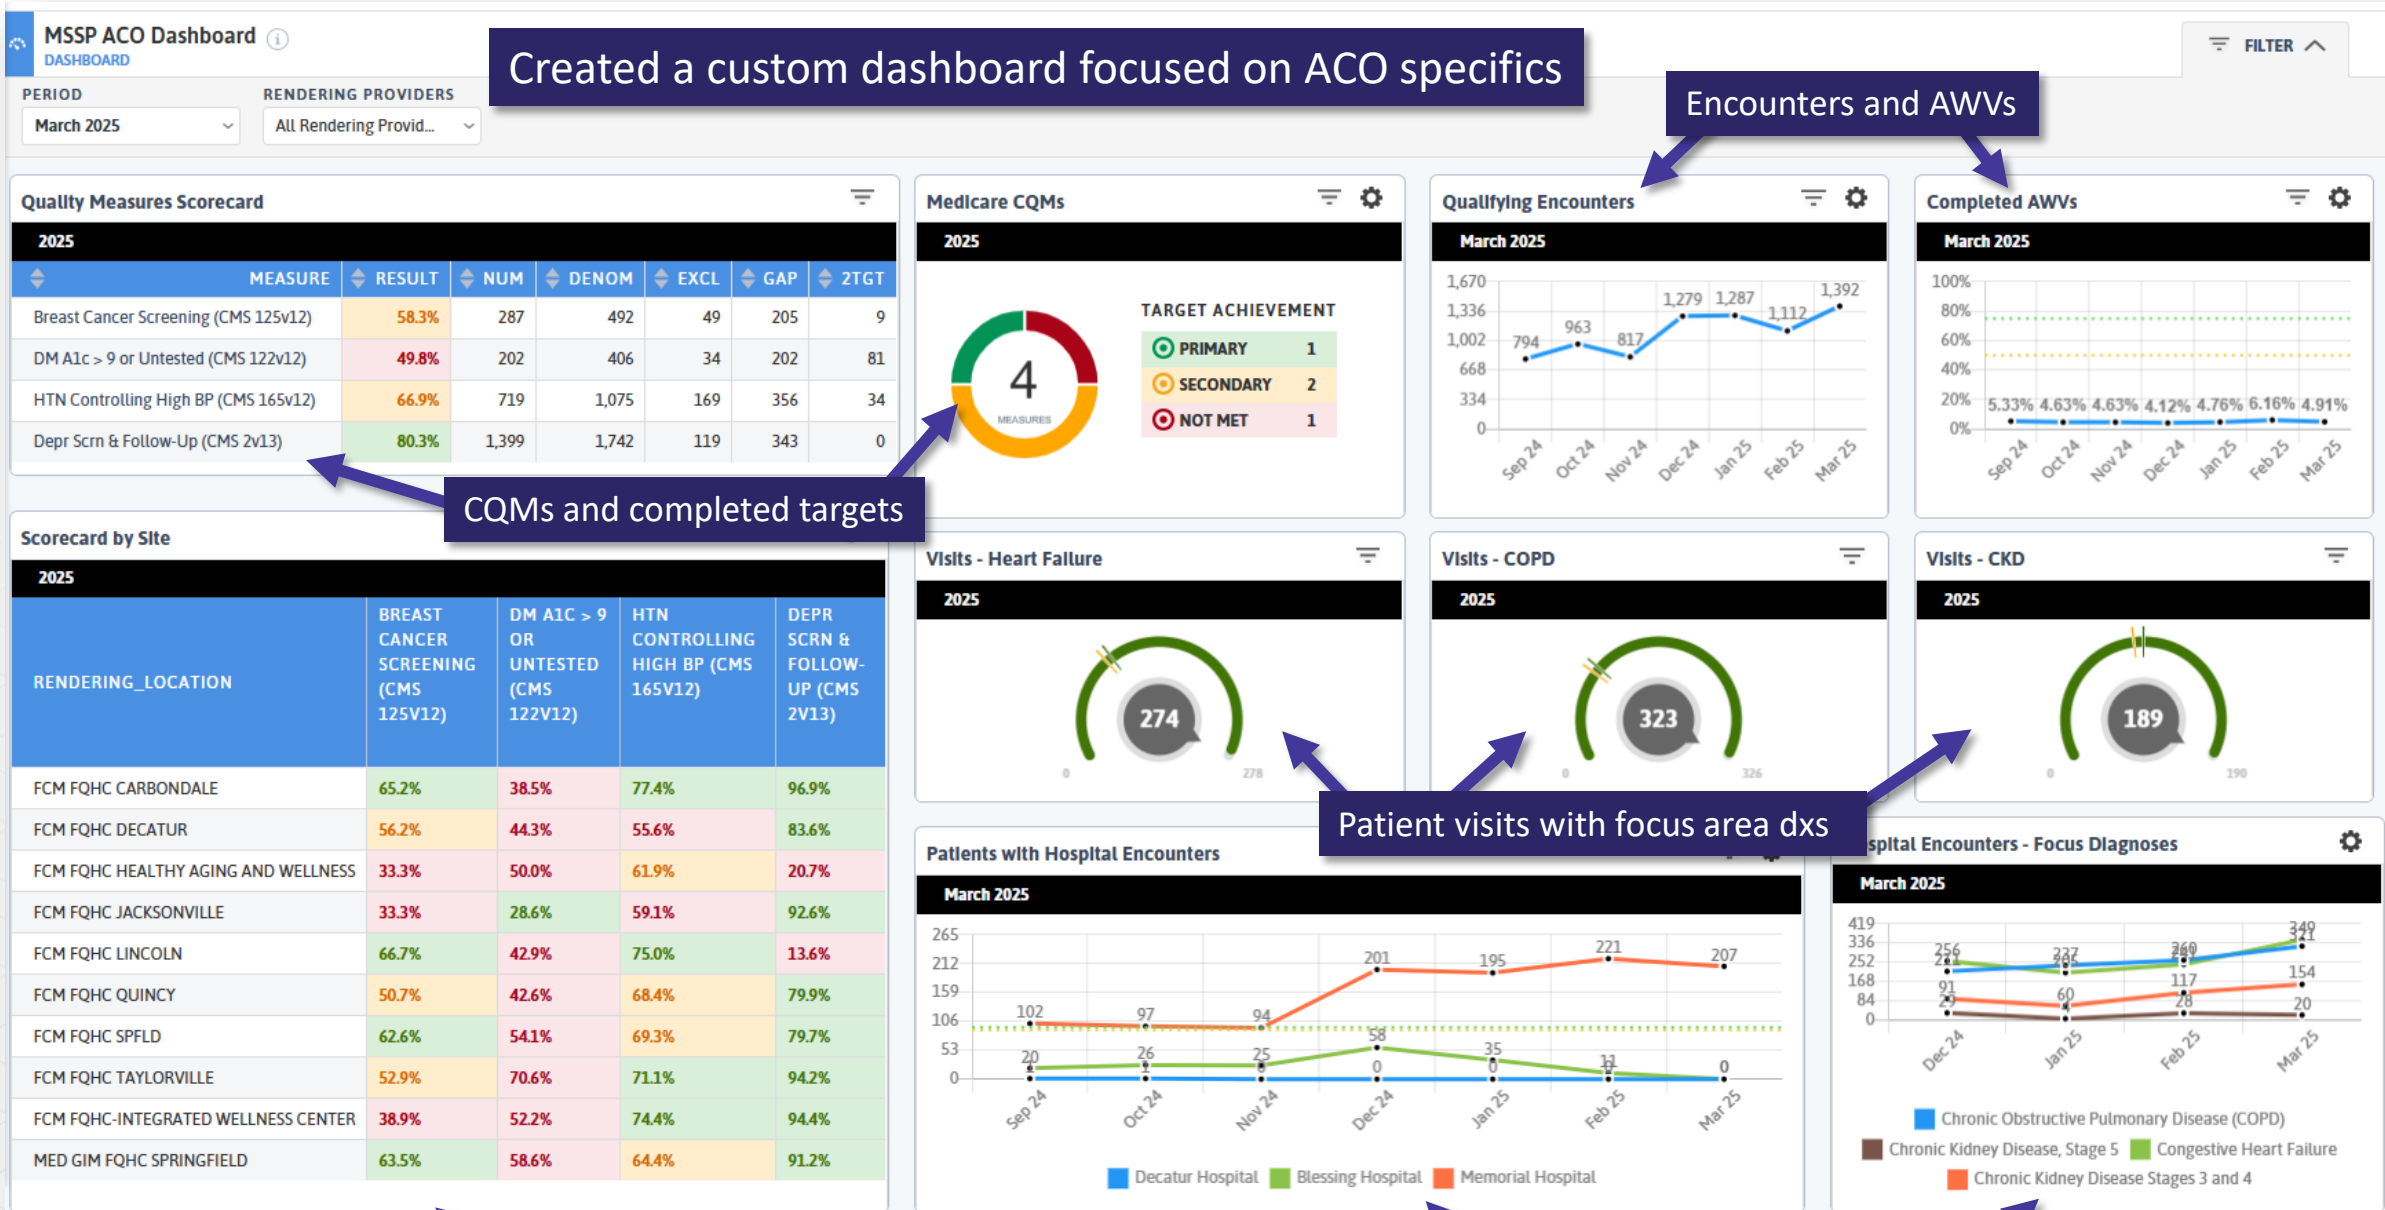 MSSP ACO Dashboard
DASHBOARD
Created a custom dashboard focused on ACO specifics
FILTER
PERIOD
RENDERING PROVIDERS
March 2025
All Rendering Provid...
Encounters and AWVs
Quality Measures Scorecard
2025
MEASURE RESULT NUM DENOM EXCL GAP 2TGT
Breast Cancer Screening (CMS 125v12) 58.3% 287 492 49 205 9
DM A1c > 9 or Untested (CMS 122v12) 49.8% 202 406 34 202 81
HTN Controlling High BP (CMS 165v12) 66.9% 719 1,075 169 356 34
Depr Scrn & Follow-Up (CMS 2v13) 80.3% 1,399 1,742 119 343 0
CQMs and completed targets
Medicare CQMs
2025
4
MEASURES
TARGET ACHIEVEMENT
PRIMARY 1
SECONDARY 2
NOT MET 1
Qualifying Encounters
March 2025
1,670
1,336
1,002
668
334
0
794 963 817 1,279 1,287 1,112 1,392
Sep 24 Oct 24 Nov 24 Dec 24 Jan 25 Feb 25 Mar 25
Completed AWVs
March 2025
100%
80%
60%
40%
20%
0%
5.33% 4.63% 4.63% 4.12% 4.76% 6.16% 4.91%
Sep 24 Oct 24 Nov 24 Dec 24 Jan 25 Feb 25 Mar 25
Scorecard by Site
2025
RENDERING_LOCATION
BREAST CANCER SCREENING (CMS 125V12)
DM A1C > 9 OR UNTESTED (CMS 122V12)
HTN CONTROLLING HIGH BP (CMS 165V12)
DEPR SCRN & FOLLOW-UP (CMS 2V13)
FCM FQHC CARBONDALE 65.2% 38.5% 77.4% 96.9%
FCM FQHC DECATUR 56.2% 44.3% 55.6% 83.6%
FCM FQHC HEALTHY AGING AND WELLNESS 33.3% 50.0% 61.9% 20.7%
FCM FQHC JACKSONVILLE 33.3% 28.6% 59.1% 92.6%
FCM FQHC LINCOLN 66.7% 42.9% 75.0% 13.6%
FCM FQHC QUINCY 50.7% 42.6% 68.4% 79.9%
FCM FQHC SPFLD 62.6% 54.1% 69.3% 79.7%
FCM FQHC TAYLORVILLE 52.9% 70.6% 71.1% 94.2%
FCM FQHC-INTEGRATED WELLNESS CENTER 38.9% 52.2% 74.4% 94.4%
MED GIM FQHC SPRINGFIELD 63.5% 58.6% 64.4% 91.2%
Visits - Heart Failure
2025
274
0 278
Visits - COPD
2025
323
0 326
Visits - CKD
2025
189
0 190
Patient visits with focus area dxs
Patients with Hospital Encounters
March 2025
265
212
159
106
53
0
102 97 94 201 195 221 207
20 26 25 58 35 11 0
1 0 0
Sep 24 Oct 24 Nov 24 Dec 24 Jan 25 Feb 25 Mar 25
Decatur Hospital Blessing Hospital Memorial Hospital
spital Encounters - Focus Diagnoses
March 2025
419
336
252
168
84
0
256 227 349
321
91 60 117 154
29 28 20
Dec 24 Jan 25 Feb 25 Mar 25
Chronic Obstructive Pulmonary Disease (COPD)
Chronic Kidney Disease, Stage 5 Congestive Heart Failure
Chronic Kidney Disease Stages 3 and 4